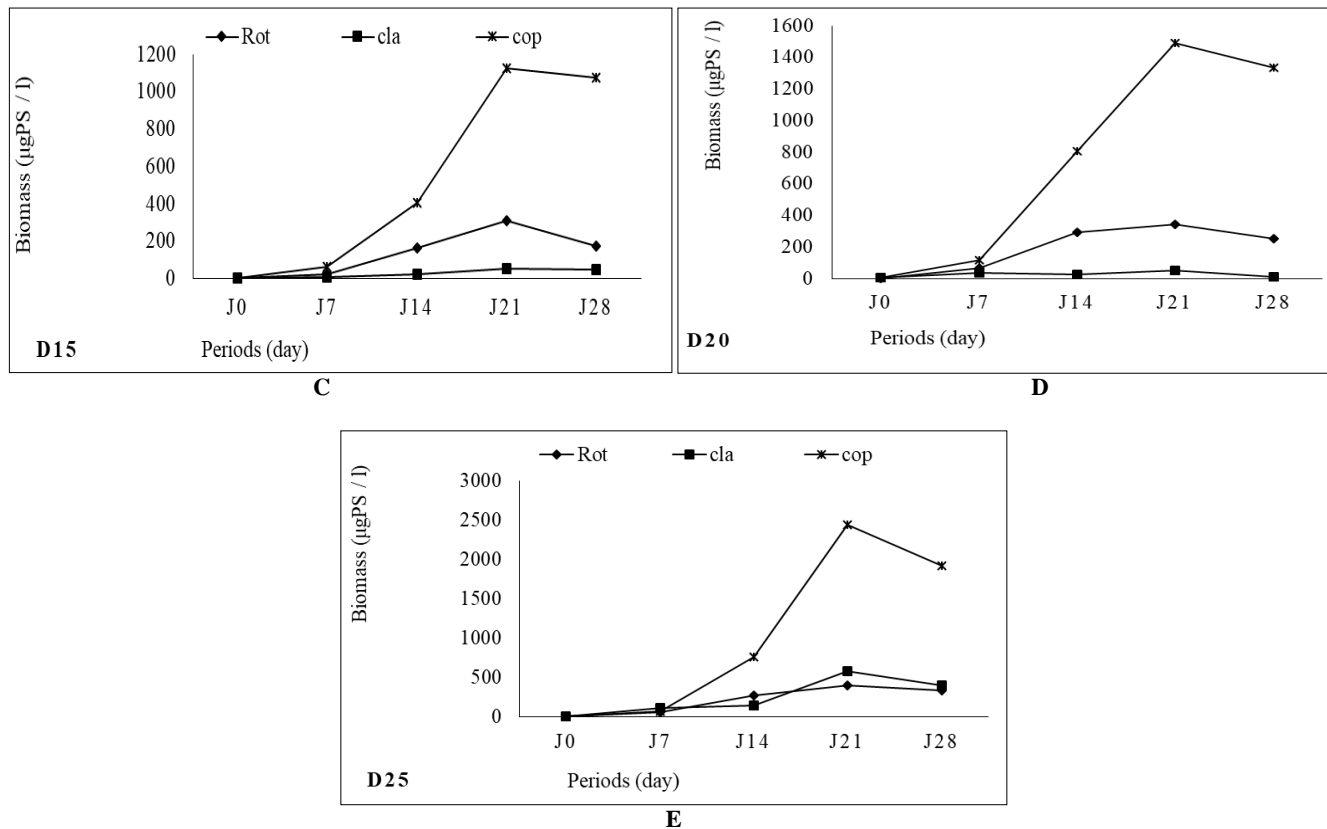 Rot cla cop
Biomass (µgPS / l)
1200
1000
800
600
400
200
0
J0 J7 J14 J21 J28
D15 Periods (day)
C
Biomass (µgPS / l)
1600
1400
1200
1000
800
600
400
200
0
J0 J7 J14 J21 J28
D20 Periods (day)
D
Rot cla cop
Biomass (µgPS / l)
3000
2500
2000
1500
1000
500
0
J0 J7 J14 J21 J28
D25 Periods (day)
E